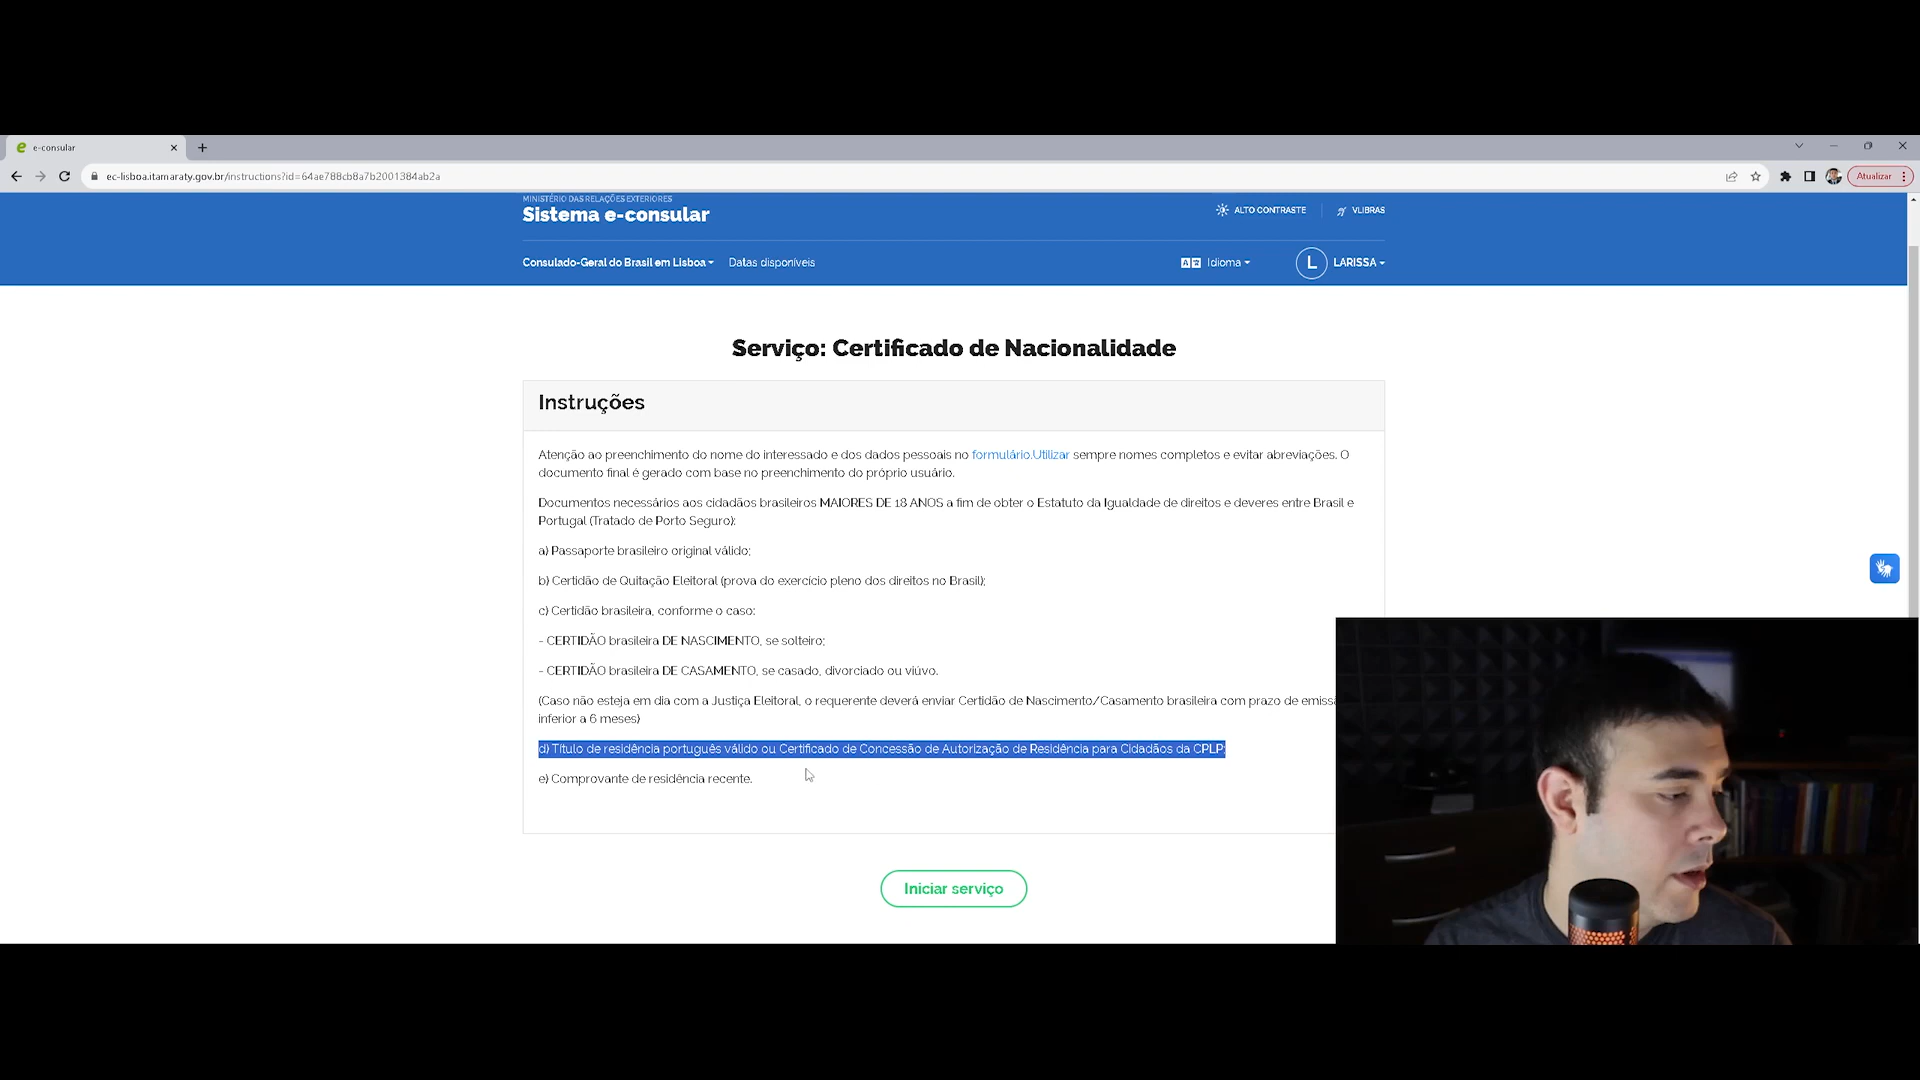 e-consular
ec-lisboa.itamaraty.gov.br/instructions?id=64ae788cb8a7b2001384ab2a
Atualizar
MINISTÉRIO DAS RELAÇÕES EXTERIORES
Sistema e-consular
ALTO CONTRASTE
VLIBRAS
Consulado-Geral do Brasil em Lisboa
Datas disponíveis
Idioma
L
LARISSA
Serviço: Certificado de Nacionalidade
Instruções
Atenção ao preenchimento do nome do interessado e dos dados pessoais no formulário.Utilizar sempre nomes completos e evitar abreviações. O
documento final é gerado com base no preenchimento do próprio usuário.
Documentos necessários aos cidadãos brasileiros MAIORES DE 18 ANOS a fim de obter o Estatuto da Igualdade de direitos e deveres entre Brasil e
Portugal (Tratado de Porto Seguro):
a) Passaporte brasileiro original válido;
b) Certidão de Quitação Eleitoral (prova do exercício pleno dos direitos no Brasil);
c) Certidão brasileira, conforme o caso:
- CERTIDÃO brasileira DE NASCIMENTO, se solteiro;
- CERTIDÃO brasileira DE CASAMENTO, se casado, divorciado ou viúvo.
(Caso não esteja em dia com a Justiça Eleitoral, o requerente deverá enviar Certidão de Nascimento/Casamento brasileira com prazo de
inferior a 6 meses)
d) Título de residência português válido ou Certificado de Concessão de Autorização de Residência para Cidadãos da CPLP;
e) Comprovante de residência recente.
Iniciar serviço